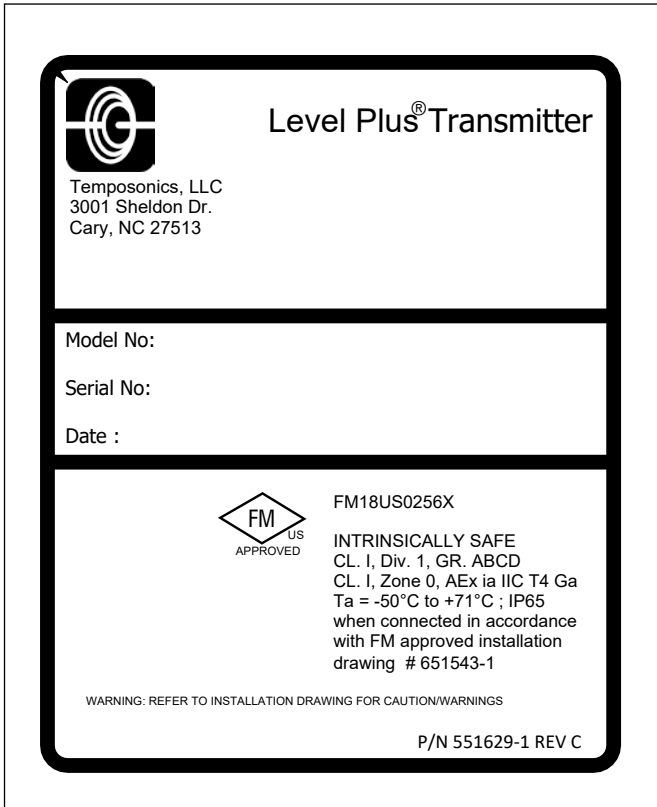 Level Plus® Transmitter
Temposonics, LLC
3001 Sheldon Dr.
Cary, NC 27513
Model No:
Serial No:
Date :
FM
US
APPROVED
FM18US0256X
INTRINSICALLY SAFE
CL. I, Div. 1, GR. ABCD
CL. I, Zone 0, AEx ia IIC T4 Ga
Ta = -50°C to +71°C ; IP65
when connected in accordance
with FM approved installation
drawing # 651543-1
WARNING: REFER TO INSTALLATION DRAWING FOR CAUTION/WARNINGS
P/N 551629-1 REV C